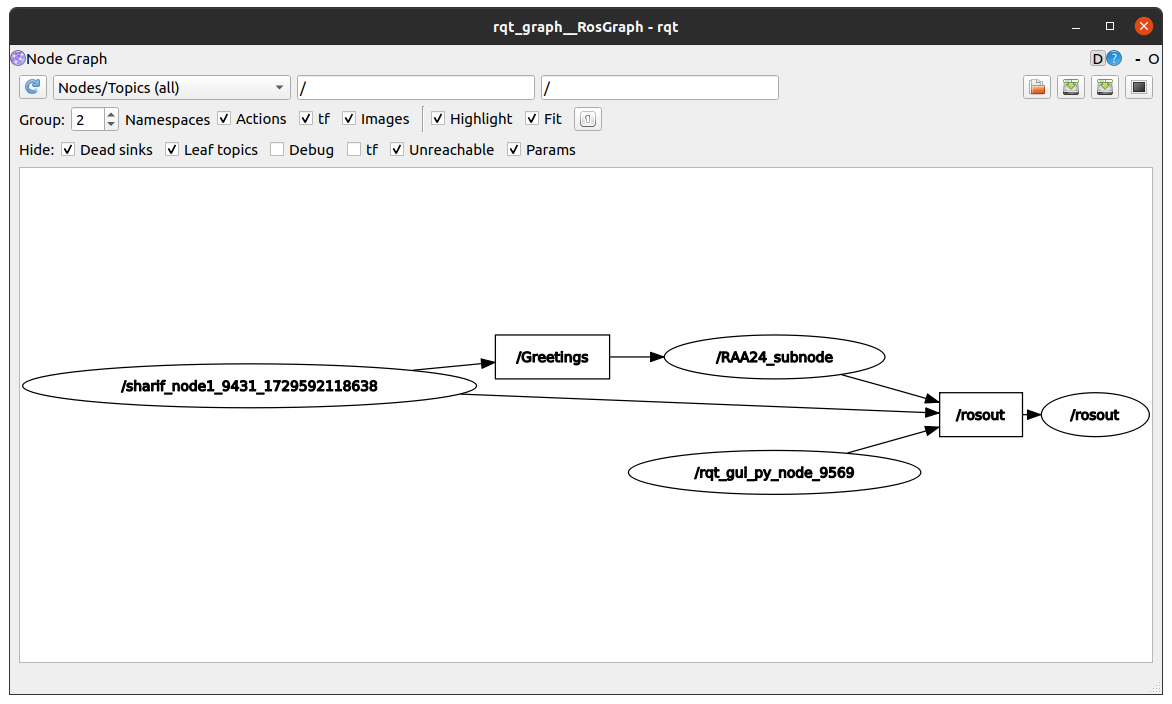 rqt_graph__RosGraph - rqt
Node Graph D ? - O
Nodes/Topics (all) / /
Group: 2 Namespaces Actions tf Images Highlight Fit
Hide: Dead sinks Leaf topics Debug tf Unreachable Params
/Greetings
/RAA24_subnode
/sharif_node1_9431_1729592118638
/rosout
/rosout
/rqt_gui_py_node_9569